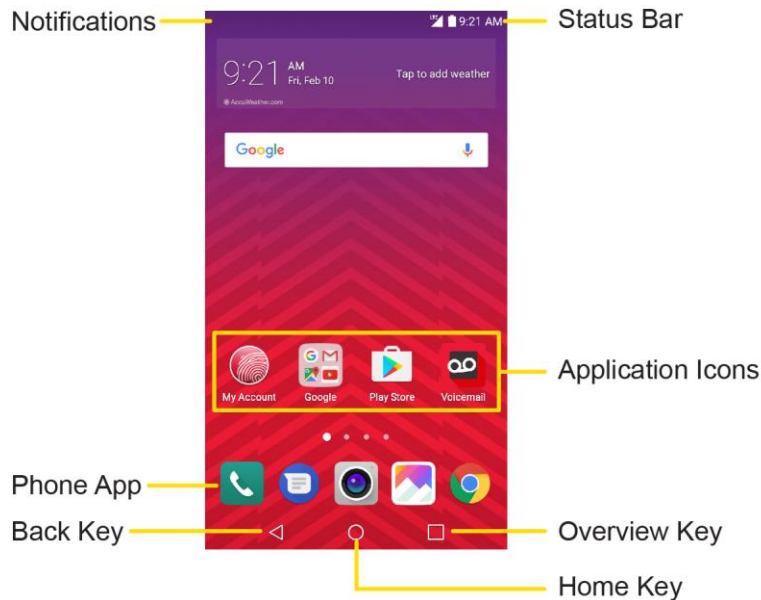 Notifications
LTE 9:21 AM
Status Bar
9:21 AM
Fri, Feb 10
Tap to add weather
AccuWeather.com
Google
My Account
Google
Play Store
Voicemail
Application Icons
Phone App
Back Key
Overview Key
Home Key